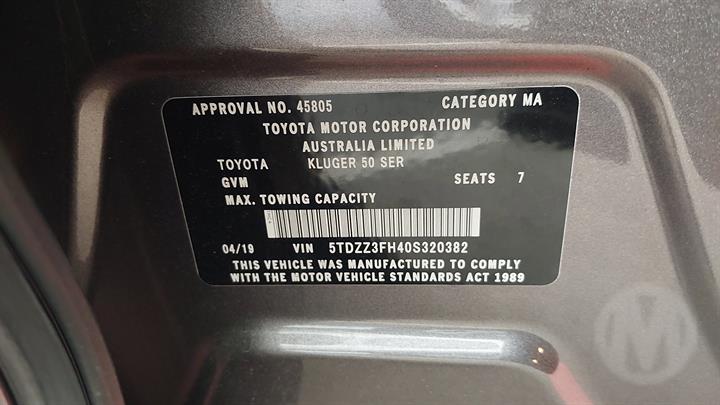 APPROVAL NO. 45805 CATEGORY MA
TOYOTA MOTOR CORPORATION
AUSTRALIA LIMITED
TOYOTA KLUGER 50 SER
GVM SEATS 7
MAX. TOWING CAPACITY
04/19 VIN 5TDZZ3FH40S320382
THIS VEHICLE WAS MANUFACTURED TO COMPLY
WITH THE MOTOR VEHICLE STANDARDS ACT 1989
M